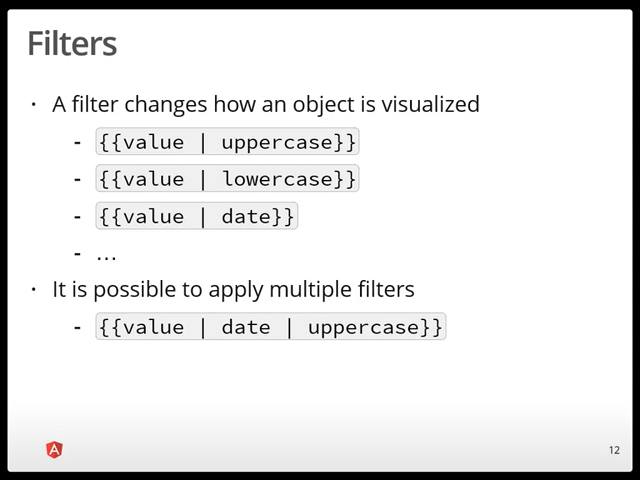 Filters
· A filter changes how an object is visualized
- {{value | uppercase}}
- {{value | lowercase}}
- {{value | date}}
- ...
· It is possible to apply multiple filters
- {{value | date | uppercase}}
A
12